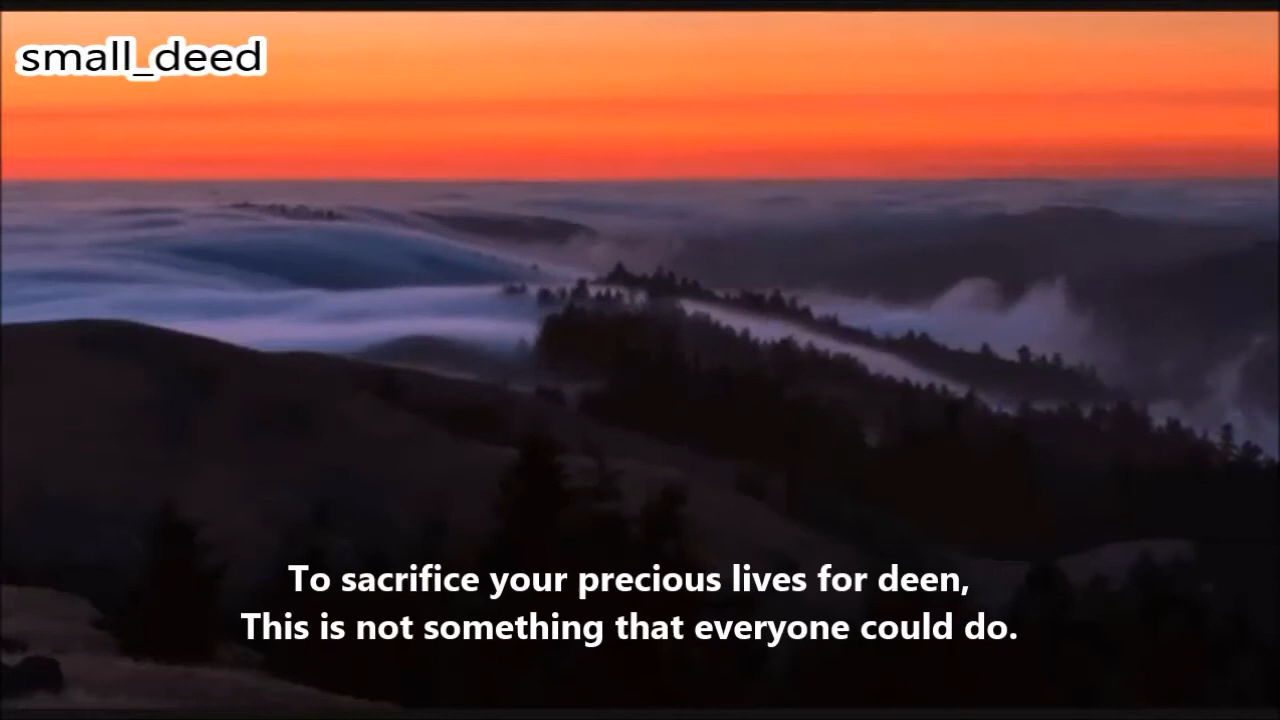 small_deed
To sacrifice your precious lives for deen,
This is not something that everyone could do.